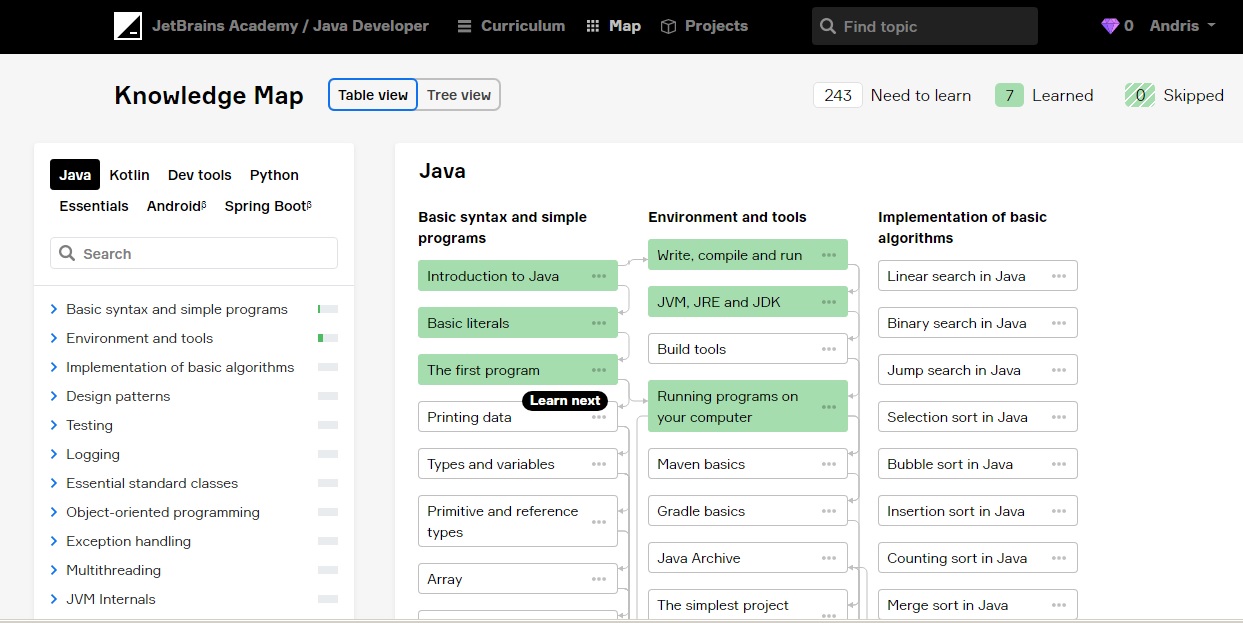 JetBrains Academy / Java Developer
Curriculum
Map
Projects
Find topic
0
Andris
Knowledge Map
Table view
Tree view
243
Need to learn
7
Learned
0
Skipped
Java
Kotlin
Dev tools
Python
Essentials
Androidᵝ
Spring Bootᵝ
Search
Basic syntax and simple programs
Environment and tools
Implementation of basic algorithms
Design patterns
Testing
Logging
Essential standard classes
Object-oriented programming
Exception handling
Multithreading
JVM Internals
Java
Basic syntax and simple
programs
Introduction to Java
Basic literals
The first program
Learn next
Printing data
Types and variables
Primitive and reference
types
Array
Environment and tools
Write, compile and run
JVM, JRE and JDK
Build tools
Running programs on
your computer
Maven basics
Gradle basics
Java Archive
The simplest project
Implementation of basic
algorithms
Linear search in Java
Binary search in Java
Jump search in Java
Selection sort in Java
Bubble sort in Java
Insertion sort in Java
Counting sort in Java
Merge sort in Java